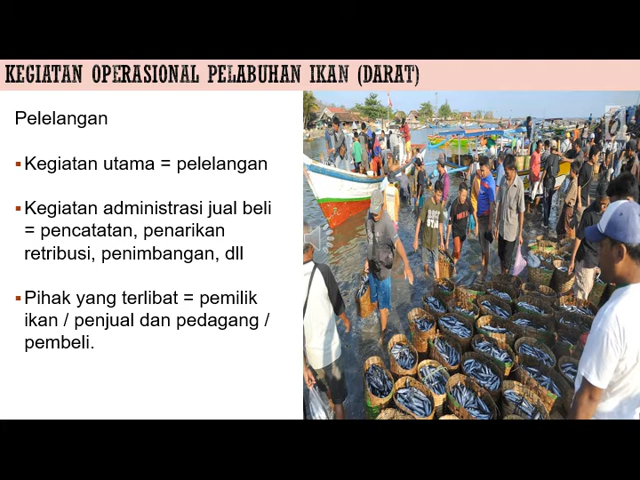 KEGIATAN OPERASIONAL PELABUHAN IKAN (DARAT)
Pelelangan
▪Kegiatan utama = pelelangan
▪Kegiatan administrasi jual beli
= pencatatan, penarikan
retribusi, penimbangan, dll
▪Pihak yang terlibat = pemilik
ikan / penjual dan pedagang /
pembeli.